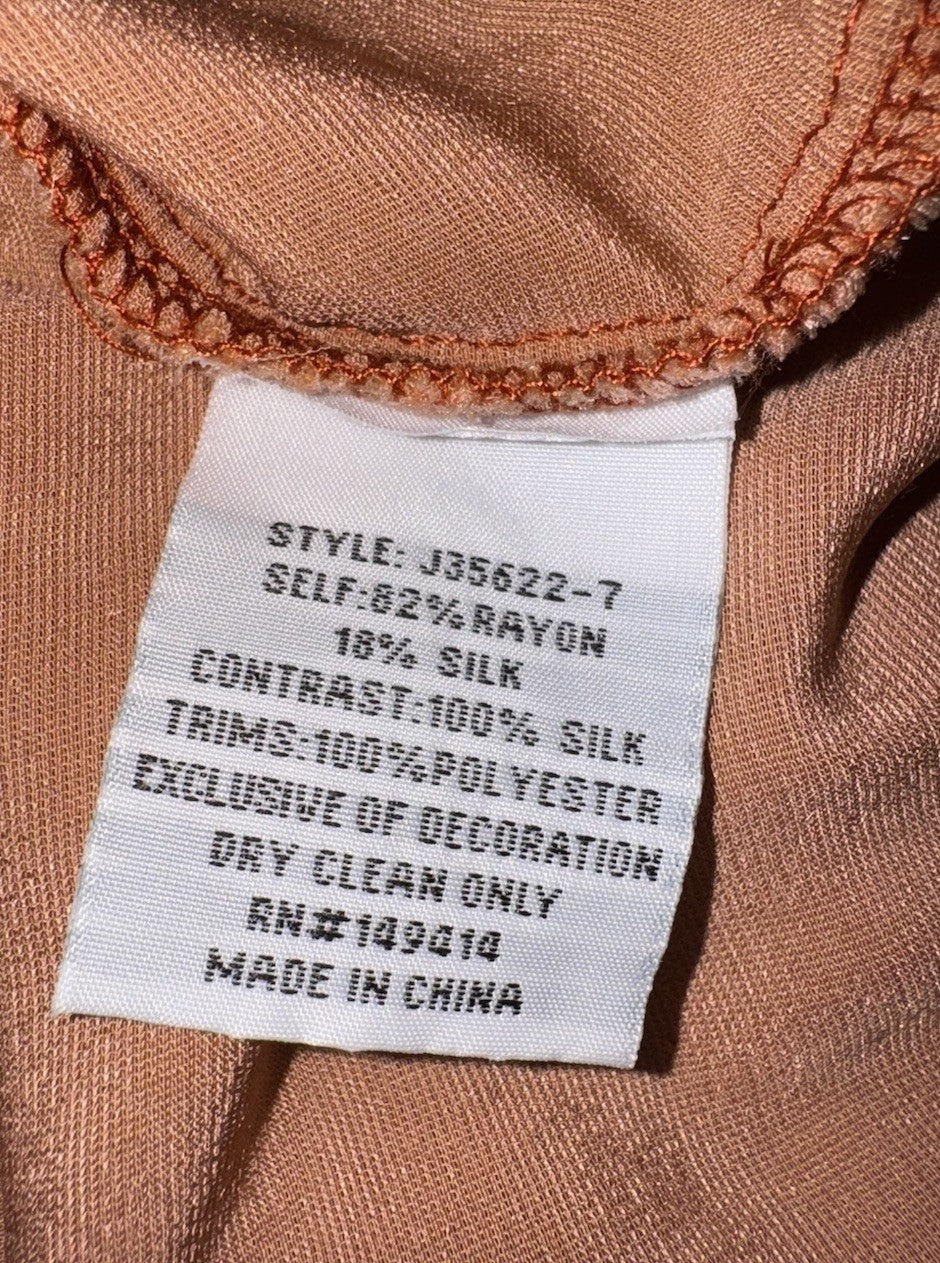 STYLE: J35622-7
SELF:82%RAYON
18% SILK
CONTRAST:100% SILK
TRIMS:100%POLYESTER
EXCLUSIVE OF DECORATION
DRY CLEAN ONLY
RN#149414
MADE IN CHINA